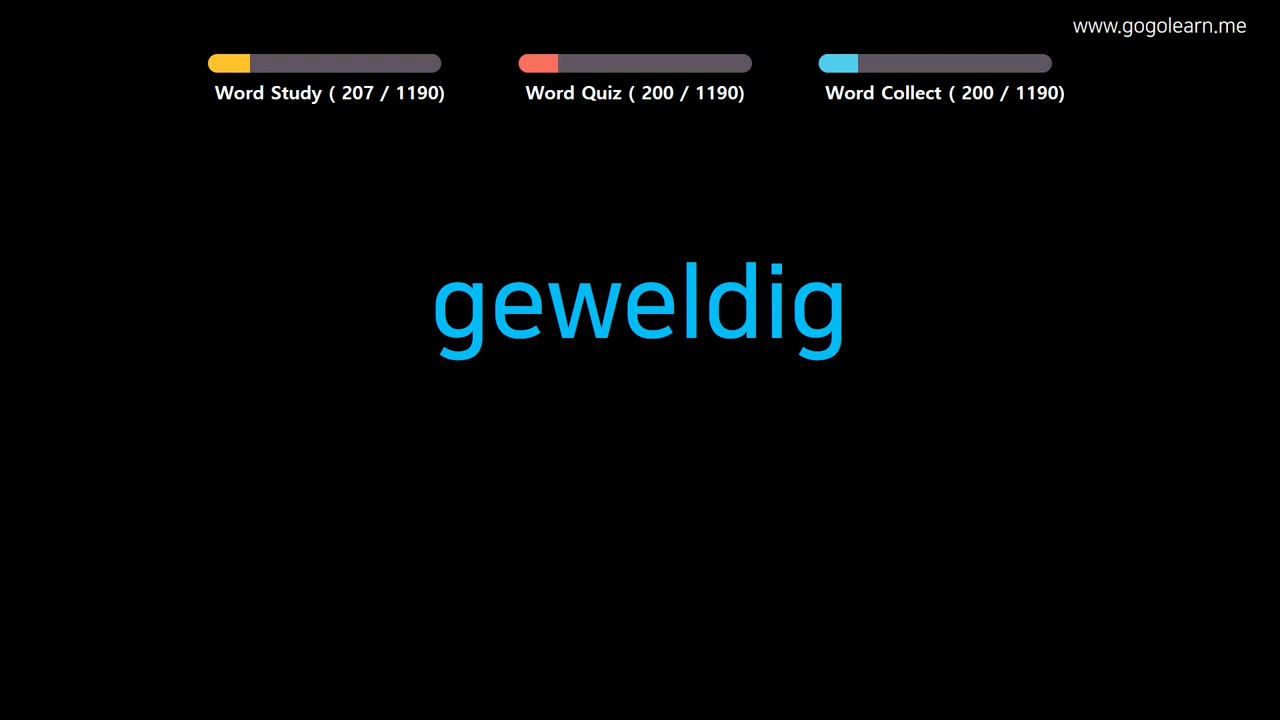 www.gogolearn.me
Word Study ( 207 / 1190)
Word Quiz ( 200 / 1190)
Word Collect ( 200 / 1190)
geweldig